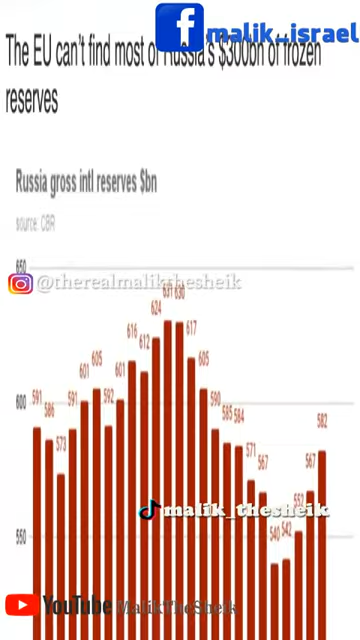 malik_israel
The EU can't find most of Russia's $300bn of frozen
reserves
Russia gross intl reserves $bn
source: CBR
650
@therealmalikthesheik
631 630
624
616 617
612
605 605
601 601
600
591 591 592 590
586 585 584 582
573 571
567 567
552
550
540 542
malik_thesheik
YouTube MalikTheSheik